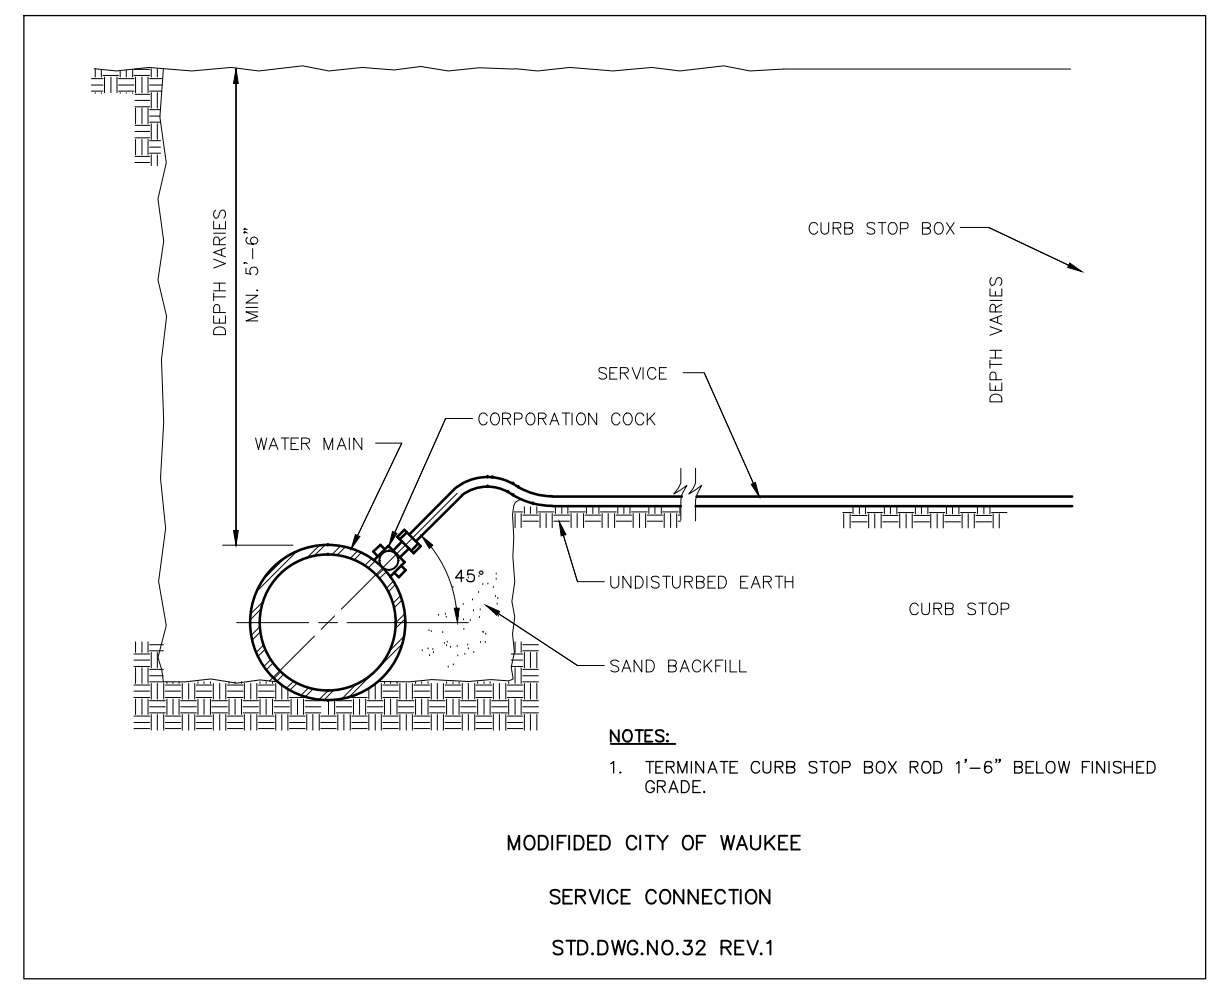 DEPTH VARIES
MIN. 5'-6"
CURB STOP BOX
DEPTH VARIES
SERVICE
CORPORATION COCK
WATER MAIN
45°
UNDISTURBED EARTH
CURB STOP
SAND BACKFILL
NOTES:
1. TERMINATE CURB STOP BOX ROD 1'-6" BELOW FINISHED
GRADE.
MODIFIDED CITY OF WAUKEE
SERVICE CONNECTION
STD.DWG.NO.32 REV.1